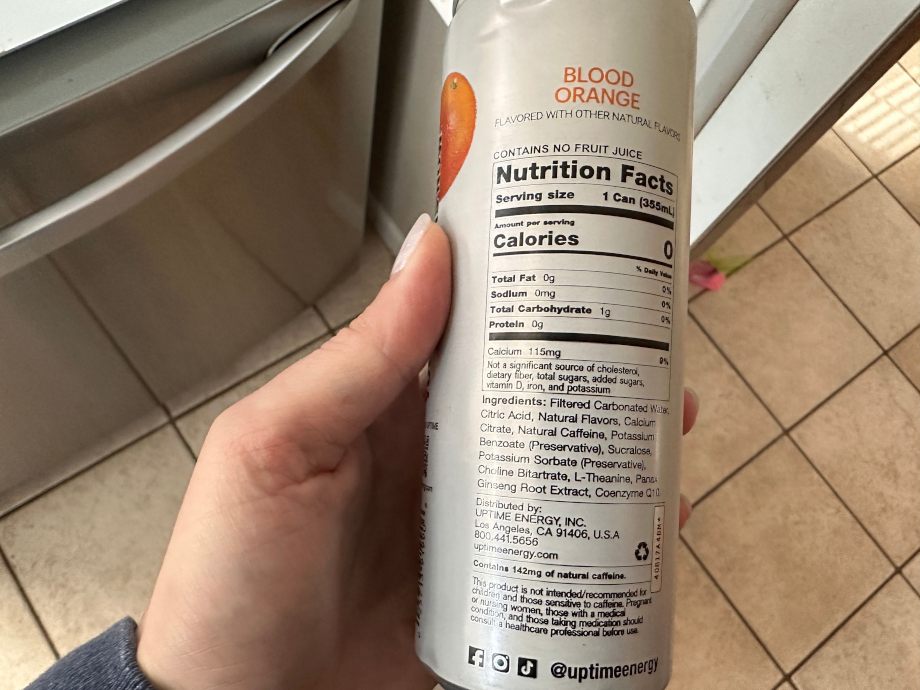 BLOOD
ORANGE
FLAVORED WITH OTHER NATURAL FLAVORS
CONTAINS NO FRUIT JUICE
Nutrition Facts
Serving size 1 Can (355mL
Amount per serving
Calories 0
% Daily Value
Total Fat 0g 0%
Sodium 0mg 0%
Total Carbohydrate 1g 0%
Protein 0g
Calcium 115mg 9%
Not a significant source of cholesterol,
dietary fiber, total sugars, added sugars,
vitamin D, iron, and potassium
Ingredients: Filtered Carbonated Water,
Citric Acid, Natural Flavors, Calcium
Citrate, Natural Caffeine, Potassium
Benzoate (Preservative), Sucralose,
Potassium Sorbate (Preservative),
Choline Bitartrate, L-Theanine, Panax
Ginseng Root Extract, Coenzyme Q10.
Distributed by:
UPTIME ENERGY, INC.
Los Angeles, CA 91406, U.S.A
800.441.5656
uptimeenergy.com
Contains 142mg of natural caffeine.
This product is not intended/recommended for
children and those sensitive to caffeine. Pregnant
or nursing women, those with a medical
condition, and those taking medication should
consult a healthcare professional before use.
@uptimeenergy